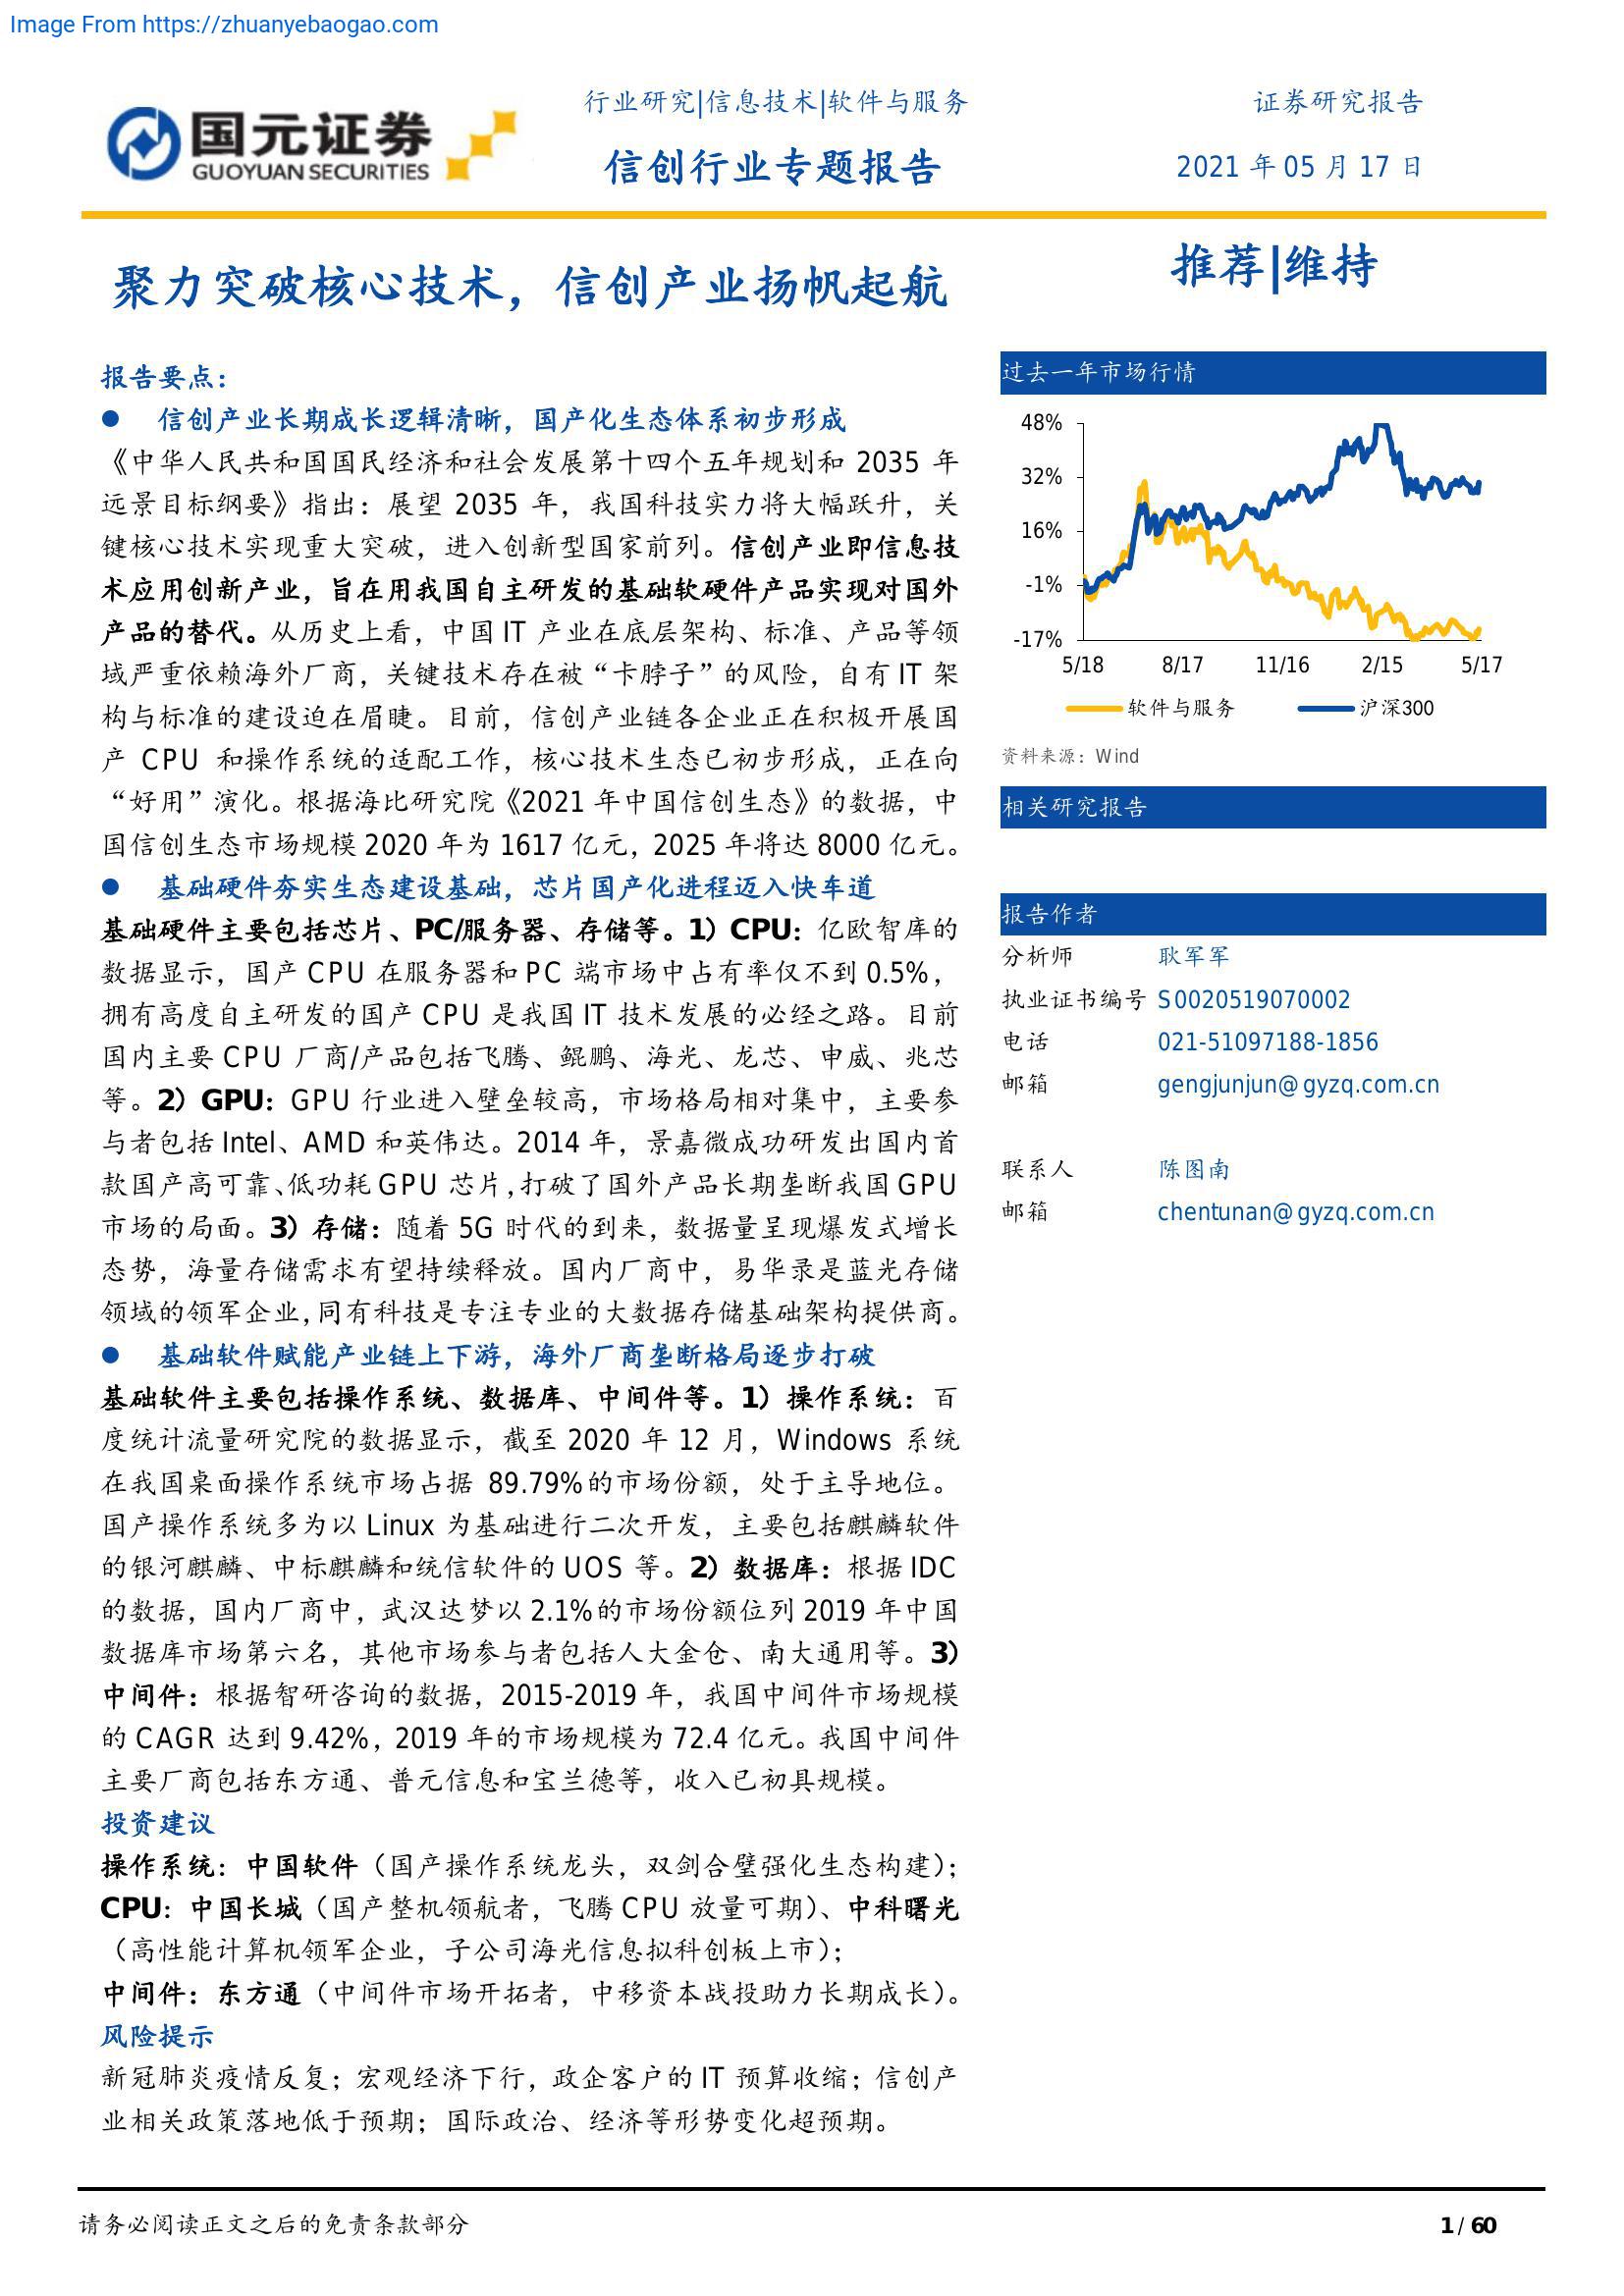 Image From https://zhuanyebaogao.com
国元证券
GUOYUAN SECURITIES
行业研究|信息技术|软件与服务
信创行业专题报告
证券研究报告
2021 年 05 月 17 日
聚力突破核心技术，信创产业扬帆起航
推荐|维持
报告要点：
● 信创产业长期成长逻辑清晰，国产化生态体系初步形成
《中华人民共和国国民经济和社会发展第十四个五年规划和 2035 年
远景目标纲要》指出：展望 2035 年，我国科技实力将大幅跃升，关
键核心技术实现重大突破，进入创新型国家前列。信创产业即信息技
术应用创新产业，旨在用我国自主研发的基础软硬件产品实现对国外
产品的替代。从历史上看，中国 IT 产业在底层架构、标准、产品等领
域严重依赖海外厂商，关键技术存在被“卡脖子”的风险，自有 IT 架
构与标准的建设迫在眉睫。目前，信创产业链各企业正在积极开展国
产 CPU 和操作系统的适配工作，核心技术生态已初步形成，正在向
“好用”演化。根据海比研究院《2021 年中国信创生态》的数据，中
国信创生态市场规模 2020 年为 1617 亿元，2025 年将达 8000 亿元。
● 基础硬件夯实生态建设基础，芯片国产化进程迈入快车道
基础硬件主要包括芯片、PC/服务器、存储等。1）CPU：亿欧智库的
数据显示，国产 CPU 在服务器和 PC 端市场中占有率仅不到 0.5%，
拥有高度自主研发的国产 CPU 是我国 IT 技术发展的必经之路。目前
国内主要 CPU 厂商/产品包括飞腾、鲲鹏、海光、龙芯、申威、兆芯
等。2）GPU：GPU 行业进入壁垒较高，市场格局相对集中，主要参
与者包括 Intel、AMD 和英伟达。2014 年，景嘉微成功研发出国内首
款国产高可靠、低功耗 GPU 芯片，打破了国外产品长期垄断我国 GPU
市场的局面。3）存储：随着 5G 时代的到来，数据量呈现爆发式增长
态势，海量存储需求有望持续释放。国内厂商中，易华录是蓝光存储
领域的领军企业，同有科技是专注专业的大数据存储基础架构提供商。
● 基础软件赋能产业链上下游，海外厂商垄断格局逐步打破
基础软件主要包括操作系统、数据库、中间件等。1）操作系统：百
度统计流量研究院的数据显示，截至 2020 年 12 月，Windows 系统
在我国桌面操作系统市场占据 89.79%的市场份额，处于主导地位。
国产操作系统多为以 Linux 为基础进行二次开发，主要包括麒麟软件
的银河麒麟、中标麒麟和统信软件的 UOS 等。2）数据库：根据 IDC
的数据，国内厂商中，武汉达梦以 2.1%的市场份额位列 2019 年中国
数据库市场第六名，其他市场参与者包括人大金仓、南大通用等。3）
中间件：根据智研咨询的数据，2015-2019 年，我国中间件市场规模
的 CAGR 达到 9.42%，2019 年的市场规模为 72.4 亿元。我国中间件
主要厂商包括东方通、普元信息和宝兰德等，收入已初具规模。
投资建议
操作系统：中国软件（国产操作系统龙头，双剑合璧强化生态构建）；
CPU：中国长城（国产整机领航者，飞腾 CPU 放量可期）、中科曙光
（高性能计算机领军企业，子公司海光信息拟科创板上市）；
中间件：东方通（中间件市场开拓者，中移资本战投助力长期成长）。
风险提示
新冠肺炎疫情反复；宏观经济下行，政企客户的 IT 预算收缩；信创产
业相关政策落地低于预期；国际政治、经济等形势变化超预期。
过去一年市场行情
48%
32%
16%
-1%
-17%
5/18 8/17 11/16 2/15 5/17
软件与服务 沪深300
资料来源：Wind
相关研究报告
报告作者
分析师 耿军军
执业证书编号 S0020519070002
电话 021-51097188-1856
邮箱 gengjunjun@gyzq.com.cn
联系人 陈图南
邮箱 chentunan@gyzq.com.cn
请务必阅读正文之后的免责条款部分
1 / 60